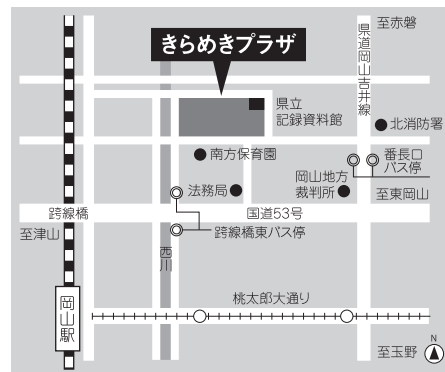 至赤磐
きらめきプラザ
県道岡山吉井線
県立
記録資料館
北消防署
南方保育園
番長口
バス停
岡山地方
裁判所
法務局
至東岡山
跨線橋
国道53号
至津山
跨線橋東バス停
西川
桃太郎大通り
岡山駅
至玉野
N